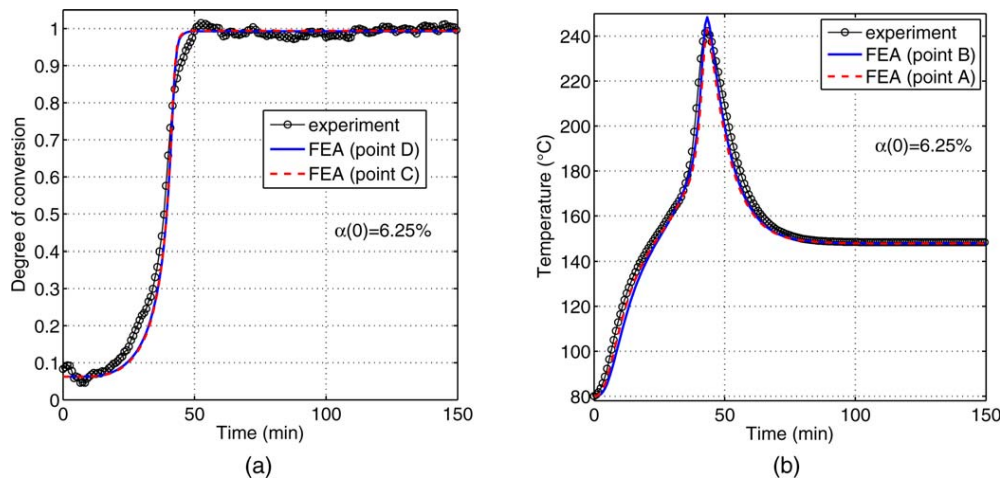 1
0.9
0.8
0.7
0.6
0.5
0.4
0.3
0.2
0.1
0
0 50 100 150
Degree of conversion
Time (min)
experiment
FEA (point D)
FEA (point C)
α(0)=6.25%
(a)
240
220
200
180
160
140
120
100
80
0 50 100 150
Temperature (°C)
Time (min)
experiment
FEA (point B)
FEA (point A)
α(0)=6.25%
(b)